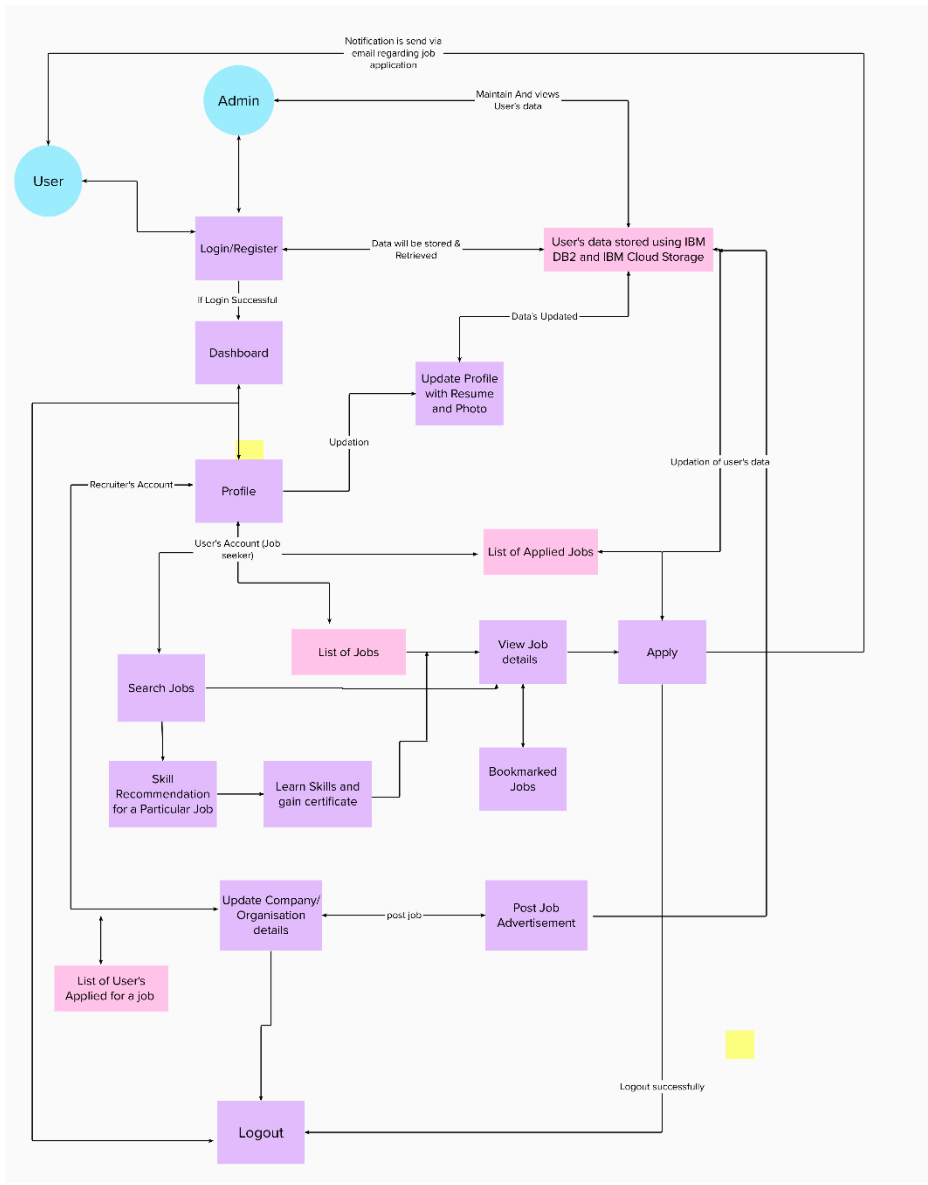 Notification is send via
email regarding job
application
Admin
Maintain And views
User's data
User
Login/Register
Data will be stored &
Retrieved
User's data stored using IBM
DB2 and IBM Cloud Storage
if Login Successful
Data's Updated
Dashboard
Update Profile
with Resume
and Photo
Updation
Updation of user's data
Recruiter's Account
Profile
User's Account (Job
seeker)
List of Applied Jobs
List of Jobs
View Job
details
Apply
Search Jobs
Skill
Recommendation
for a Particular Job
Learn Skills and
gain certificate
Bookmarked
Jobs
Update Company/
Organisation
details
post job
Post Job
Advertisement
List of User's
Applied for a job
Logout successfully
Logout